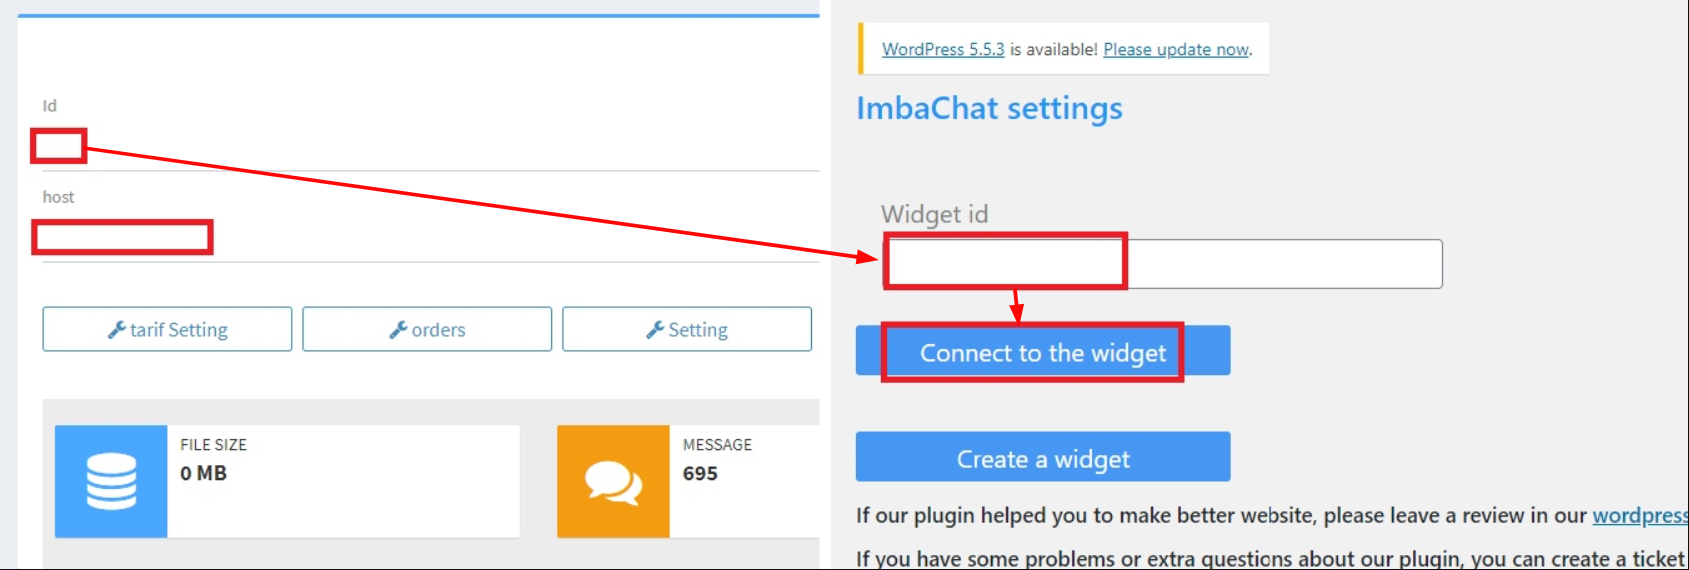 Id
host
tarif Setting
orders
Setting
FILE SIZE
0 MB
MESSAGE
695
WordPress 5.5.3 is available! Please update now.
ImbaChat settings
Widget id
Connect to the widget
Create a widget
If our plugin helped you to make better website, please leave a review in our wordpress
If you have some problems or extra questions about our plugin, you can create a ticket